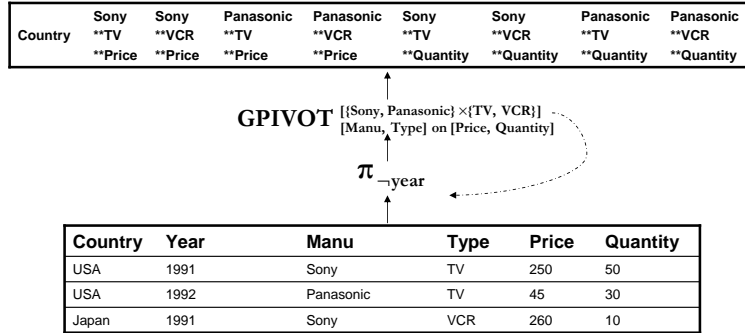 Sony Sony Panasonic Panasonic Sony Sony Panasonic Panasonic
Country **TV **VCR **TV **VCR **TV **VCR **TV **VCR
**Price **Price **Price **Price **Quantity **Quantity **Quantity **Quantity
GPIVOT [{Sony, Panasonic} ×{TV, VCR}]
[Manu, Type] on [Price, Quantity]
π ¬year
Country Year Manu Type Price Quantity
USA 1991 Sony TV 250 50
USA 1992 Panasonic TV 45 30
Japan 1991 Sony VCR 260 10